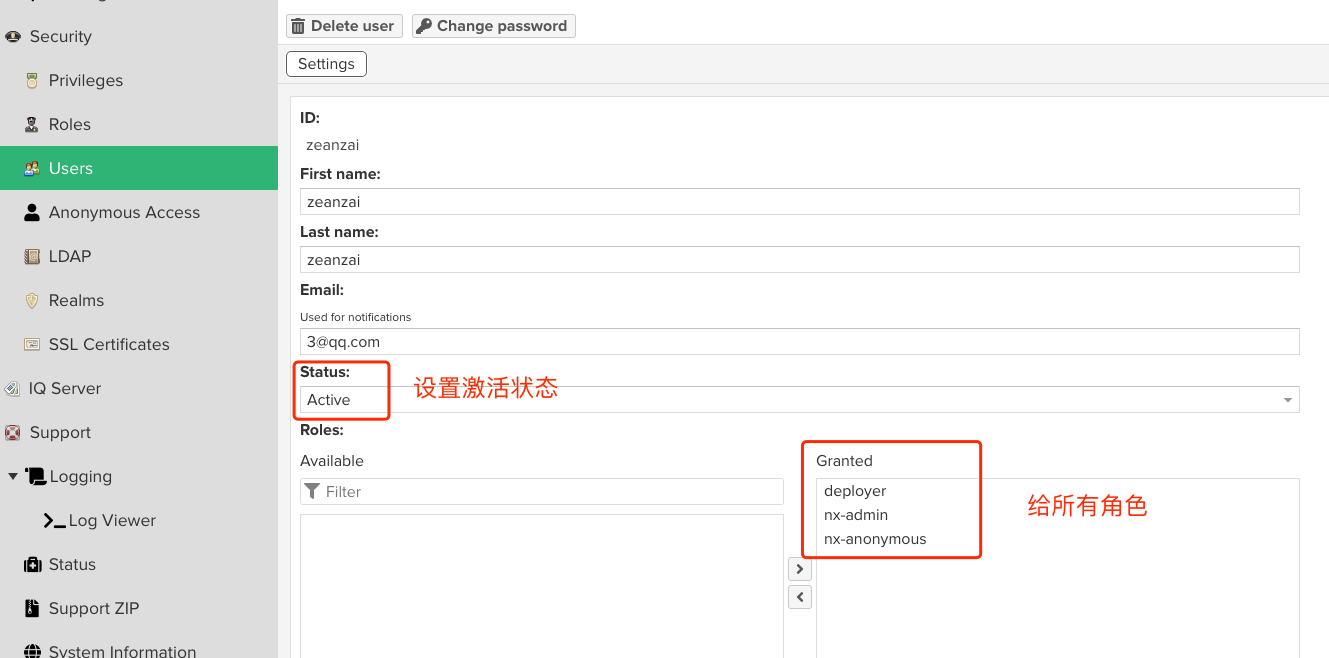 Security
Privileges
Roles
Users
Anonymous Access
LDAP
Realms
SSL Certificates
IQ Server
Support
Logging
Log Viewer
Status
Support ZIP
System Information
Delete user
Change password
Settings
ID:
zeanzai
First name:
zeanzai
Last name:
zeanzai
Email:
Used for notifications
3@qq.com
Status:
设置激活状态
Active
Roles:
Available
Filter
Granted
deployer
nx-admin
nx-anonymous
给所有角色